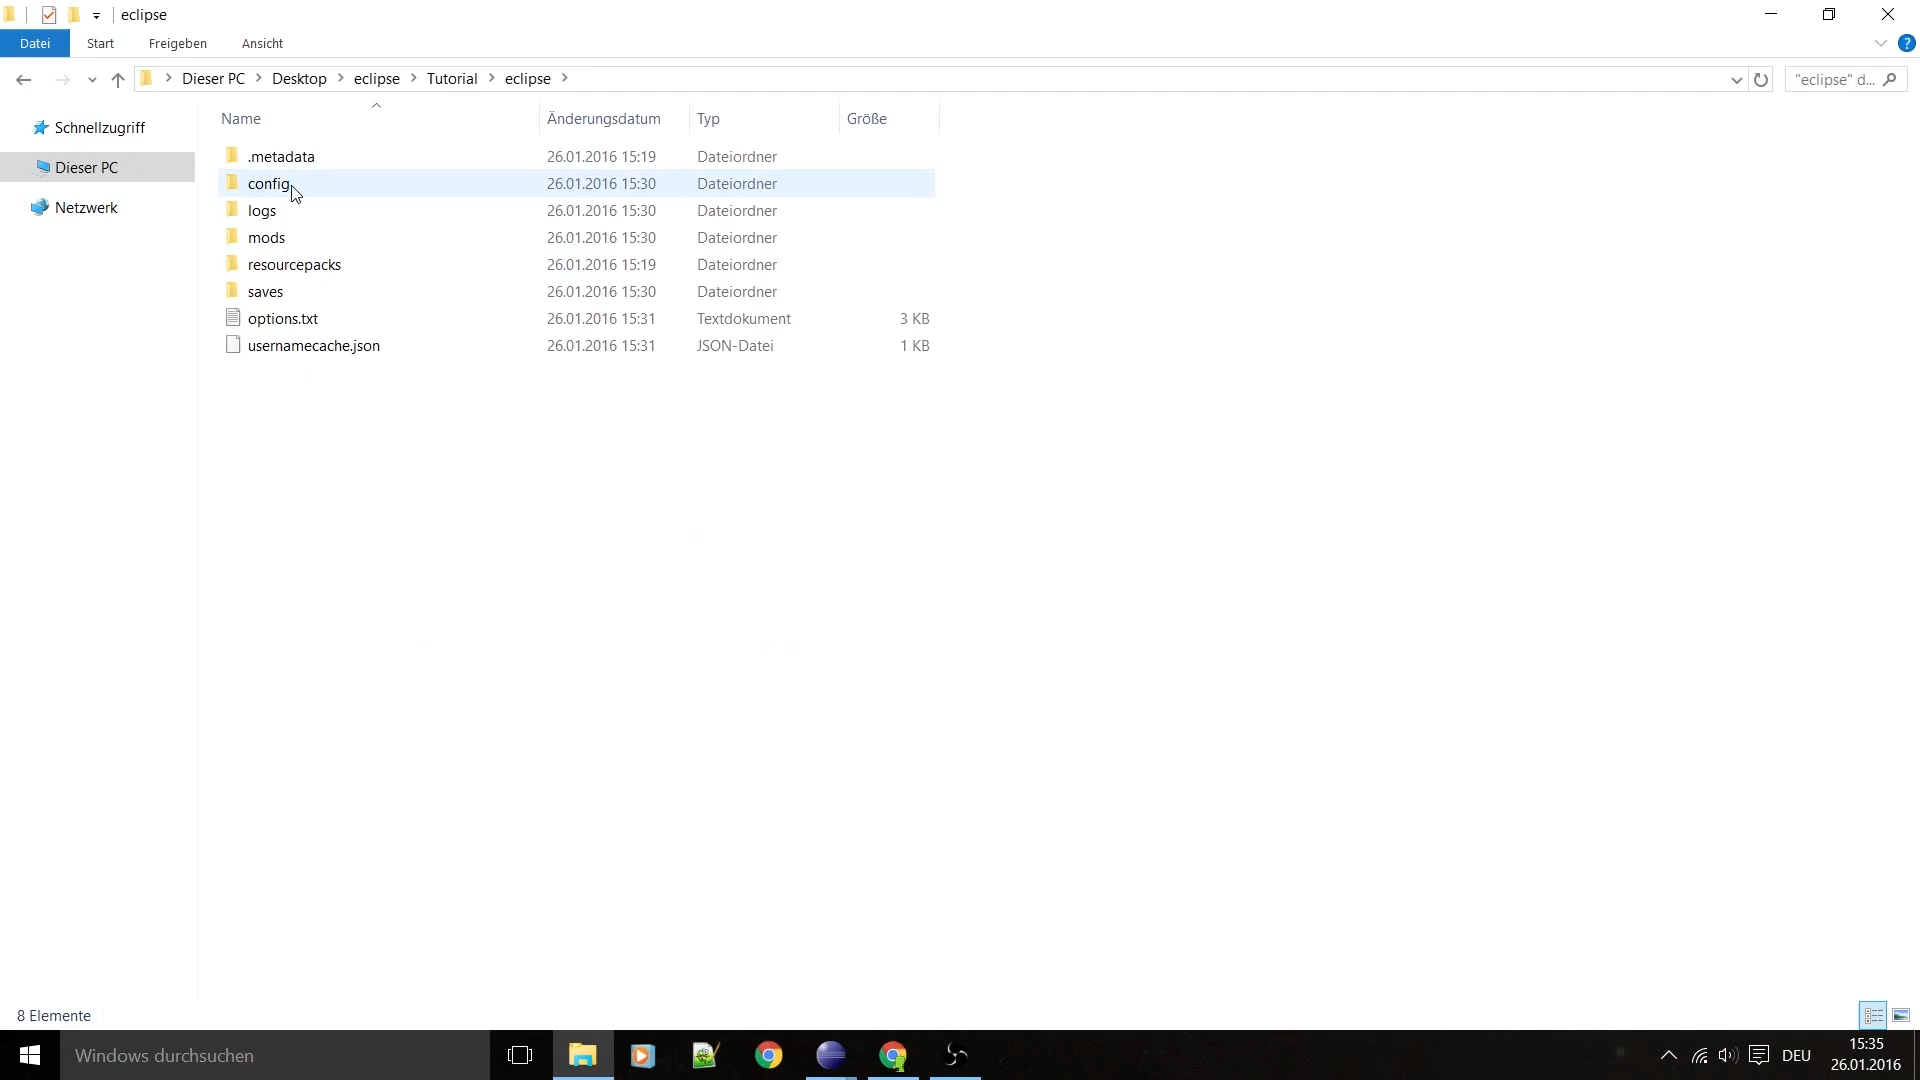 eclipse
Datei Start Freigeben Ansicht
Dieser PC Desktop eclipse Tutorial eclipse "eclipse" d...
Name Änderungsdatum Typ Größe
Schnellzugriff
Dieser PC
Netzwerk
.metadata 26.01.2016 15:19 Dateiordner
config 26.01.2016 15:30 Dateiordner
logs 26.01.2016 15:30 Dateiordner
mods 26.01.2016 15:30 Dateiordner
resourcepacks 26.01.2016 15:19 Dateiordner
saves 26.01.2016 15:30 Dateiordner
options.txt 26.01.2016 15:31 Textdokument 3 KB
usernamecache.json 26.01.2016 15:31 JSON-Datei 1 KB
8 Elemente
Windows durchsuchen
DEU
15:35
26.01.2016